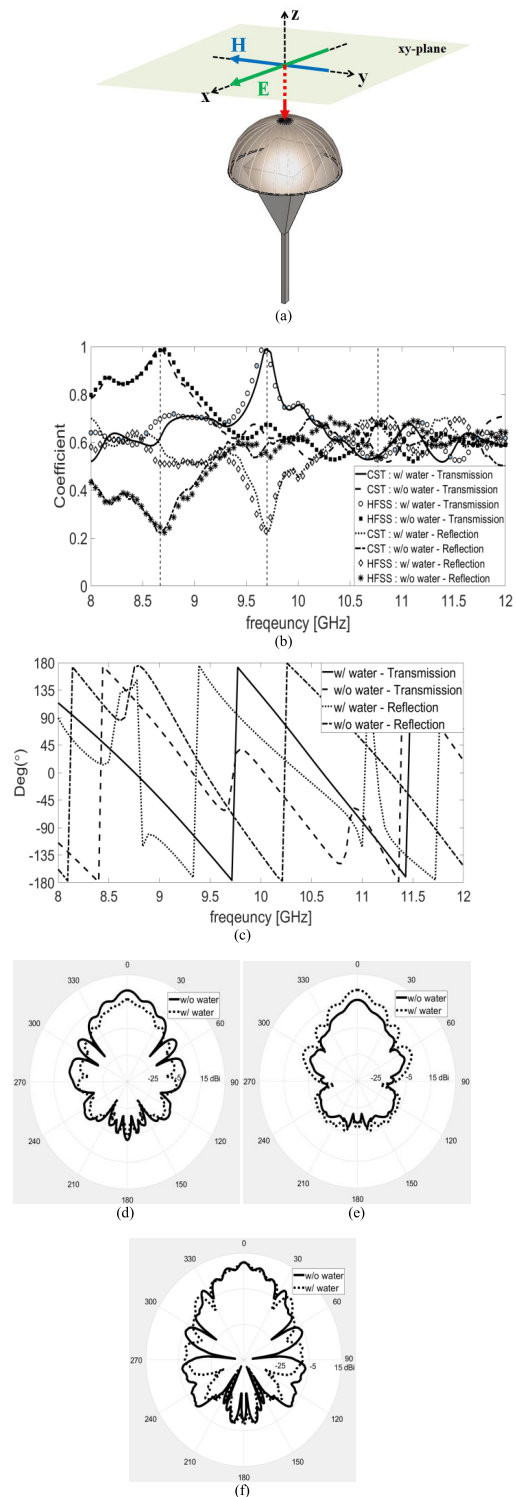 z
H
xy-plane
x
E
y
(a)
1
0.8
0.6
0.4
0.2
0
Coefficient
CST : w/ water - Transmission
CST : w/o water - Transmission
HFSS : w/ water - Transmission
HFSS : w/o water - Transmission
CST : w/ water - Reflection
CST : w/o water - Reflection
HFSS : w/ water - Reflection
HFSS : w/o water - Reflection
8 8.5 9 9.5 10 10.5 11 11.5 12
freqeuncy [GHz]
(b)
180
135
90
45
0
-45
-90
-135
-180
Deg(°)
w/ water - Transmission
w/o water - Transmission
w/ water - Reflection
w/o water - Reflection
8 8.5 9 9.5 10 10.5 11 11.5 12
freqeuncy [GHz]
(c)
0
330 30
w/o water
w/ water
300 60
270 -25 -5 15 dBi 90
240 120
210 150
180
(d)
0
330 30
w/o water
w/ water
300 60
270 -25 -5 15 dBi 90
240 120
210 150
180
(e)
0
330 30
w/o water
w/ water
300 60
270 -25 -5 15 dBi 90
240 120
210 150
180
(f)